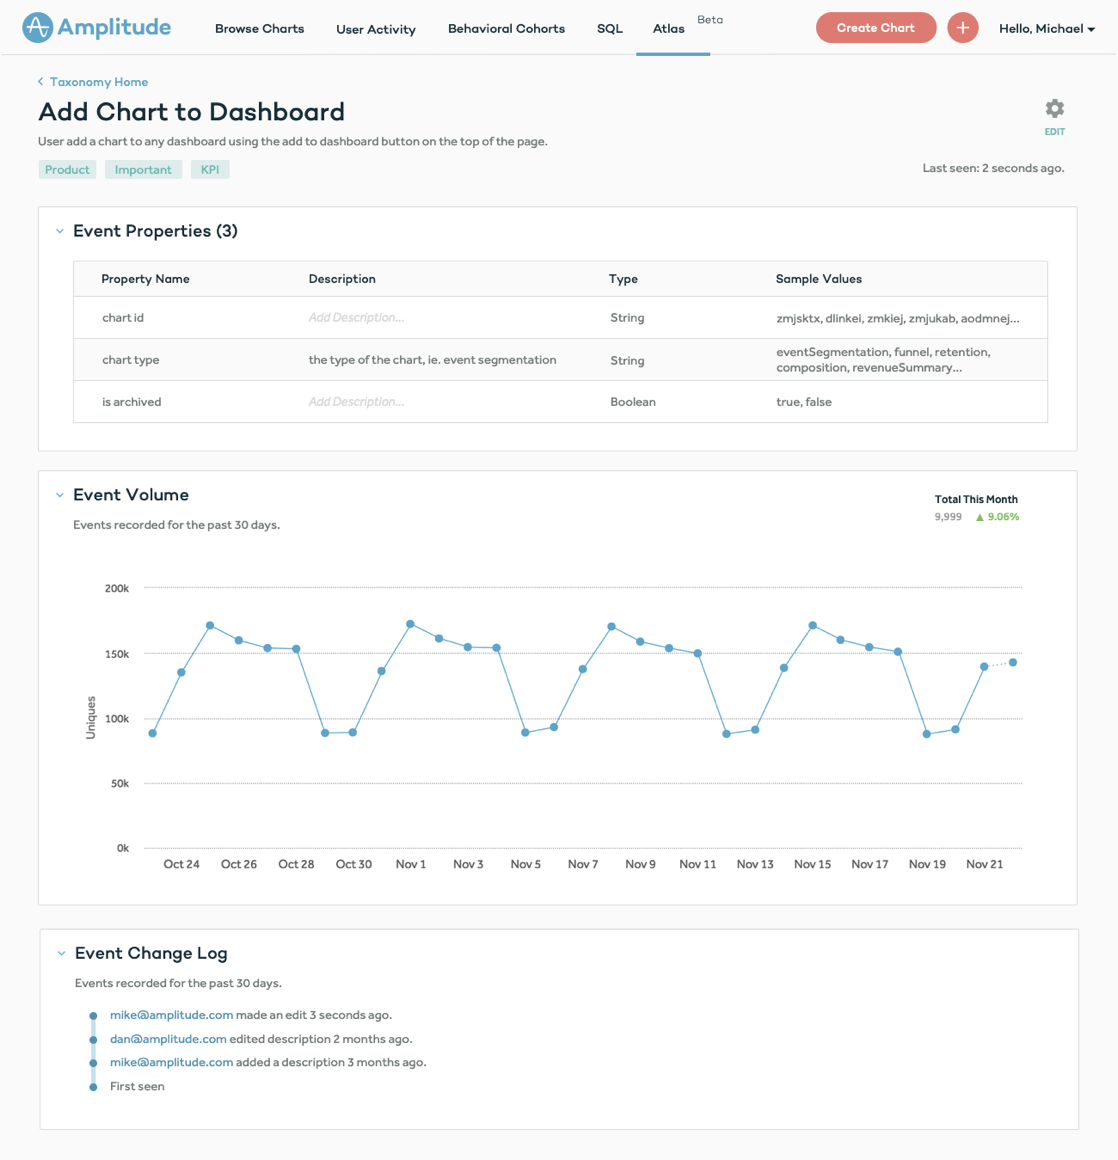 Amplitude
Browse Charts
User Activity
Behavioral Cohorts
SQL
Atlas
Beta
Create Chart
+
Hello, Michael
Taxonomy Home
Add Chart to Dashboard
EDIT
User add a chart to any dashboard using the add to dashboard button on the top of the page.
Product Important KPI
Last seen: 2 seconds ago.
Event Properties (3)
Property Name Description Type Sample Values
chart id Add Description... String zmjsktx, dlinkei, zmkiej, zmjukab, aodmnej...
chart type the type of the chart, ie. event segmentation String eventSegmentation, funnel, retention,
composition, revenueSummary...
is archived Add Description... Boolean true, false
Event Volume
Total This Month
Events recorded for the past 30 days.
9,999 ▲ 9.06%
200k
150k
100k
50k
0k
Uniques
Oct 24 Oct 26 Oct 28 Oct 30 Nov 1 Nov 3 Nov 5 Nov 7 Nov 9 Nov 11 Nov 13 Nov 15 Nov 17 Nov 19 Nov 21
Event Change Log
Events recorded for the past 30 days.
mike@amplitude.com made an edit 3 seconds ago.
dan@amplitude.com edited description 2 months ago.
mike@amplitude.com added a description 3 months ago.
First seen